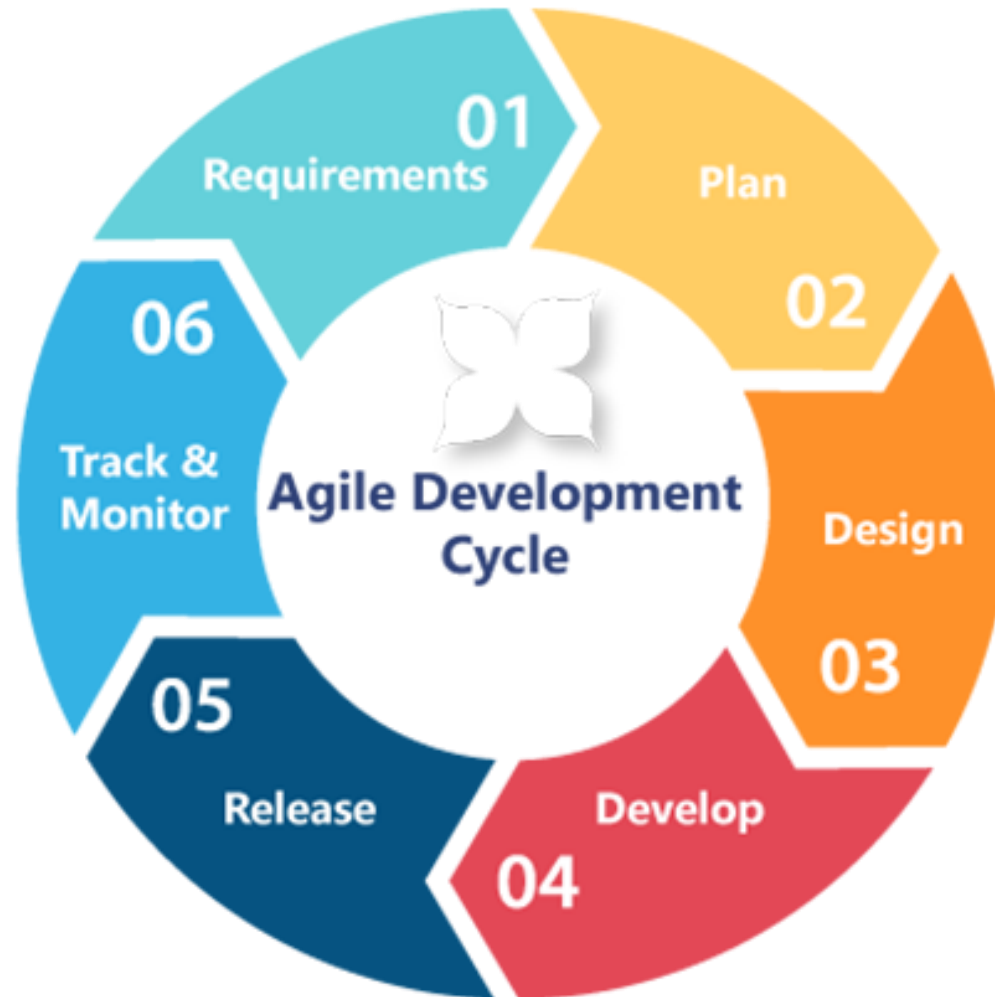 01
Requirements
Plan
02
Design
03
Develop
04
05
Release
06
Track &
Monitor
Agile Development
Cycle